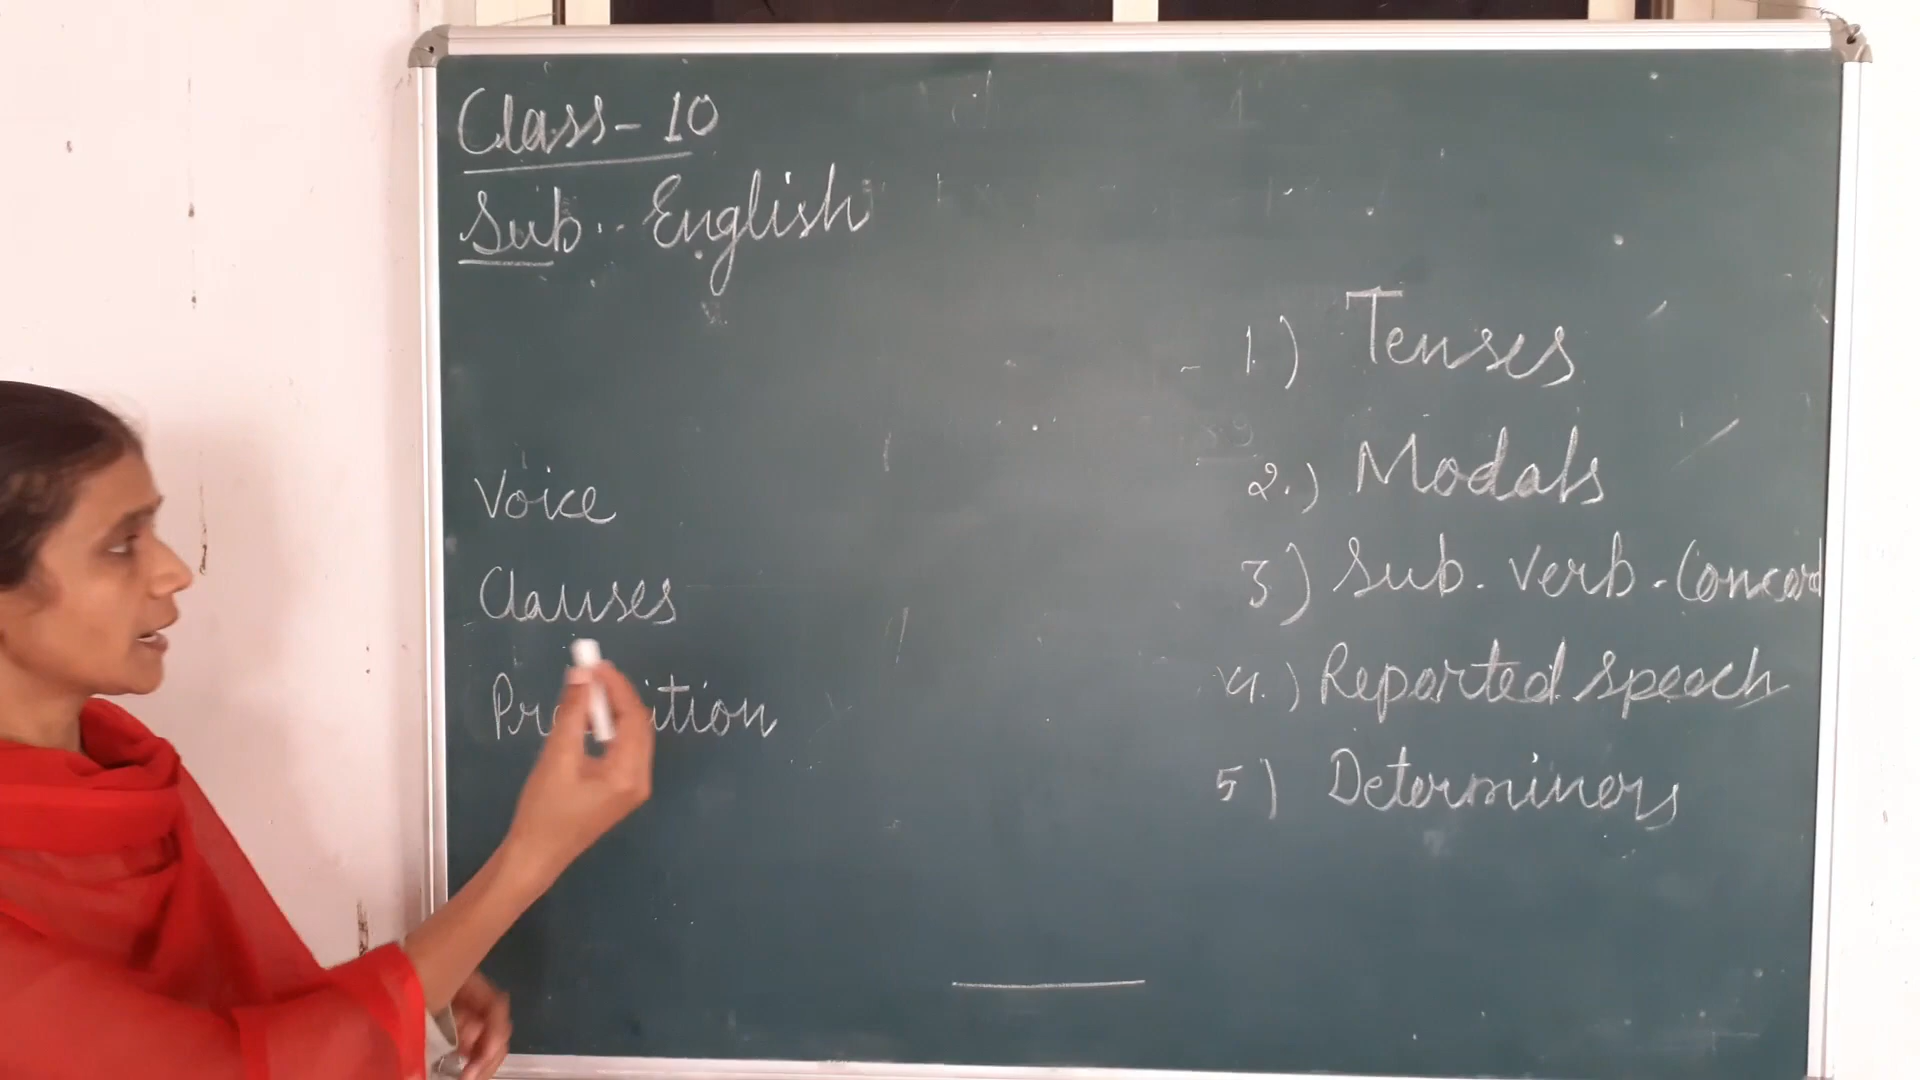 Class - 10
Sub - English
Voice
Clauses
1.) Tenses
2.) Modals
3) Sub. Verb - Concord
4.) Reported Speech
5) Determiners